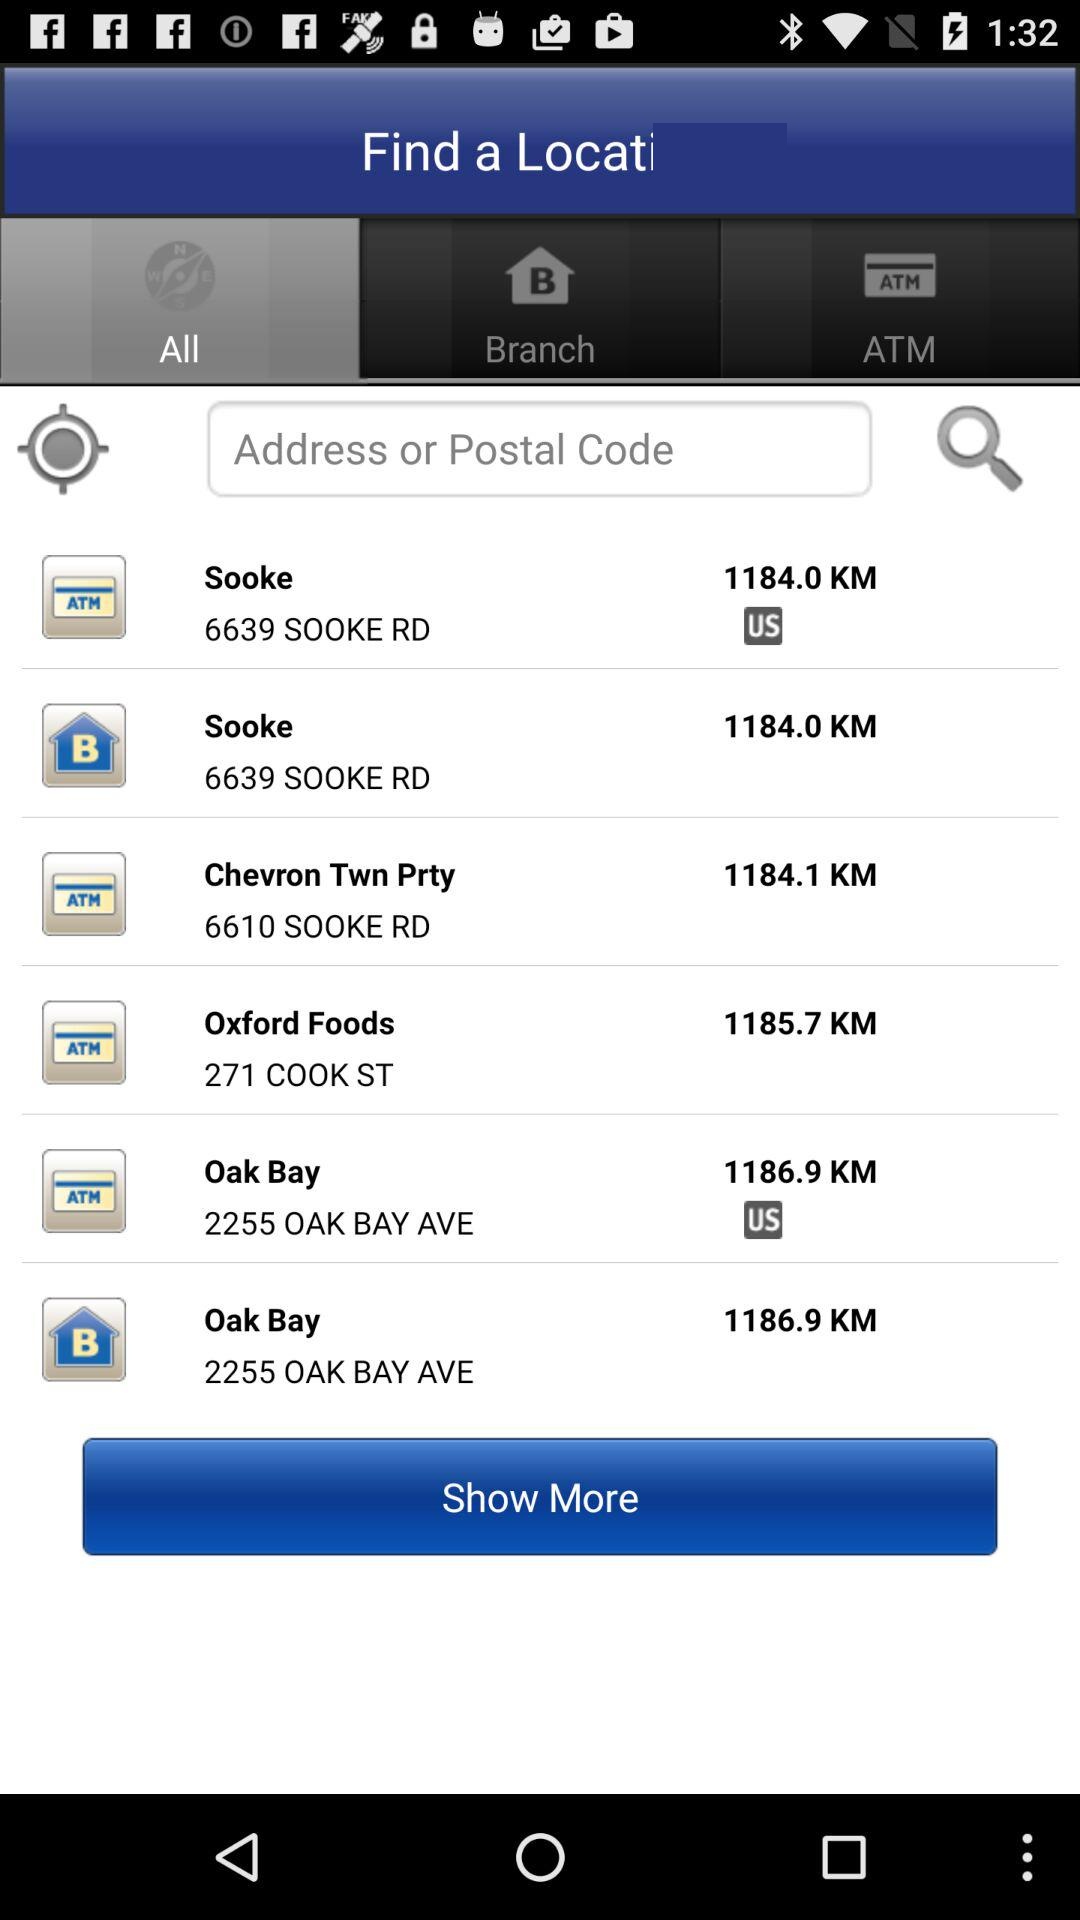 FAK
1:32
Find a Locati
N
W E
S
All
B
Branch
ATM
ATM
Address or Postal Code
ATM
Sooke 1184.0 KM
6639 SOOKE RD US
B
Sooke 1184.0 KM
6639 SOOKE RD
ATM
Chevron Twn Prty 1184.1 KM
6610 SOOKE RD
ATM
Oxford Foods 1185.7 KM
271 COOK ST
ATM
Oak Bay 1186.9 KM
2255 OAK BAY AVE US
B
Oak Bay 1186.9 KM
2255 OAK BAY AVE
Show More